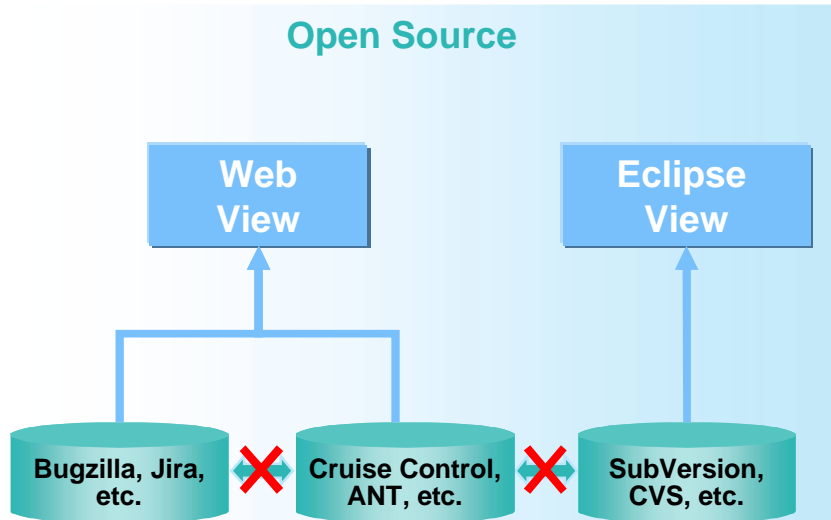 Open Source
Web
View
Eclipse
View
Bugzilla, Jira,
etc.
Cruise Control,
ANT, etc.
SubVersion,
CVS, etc.